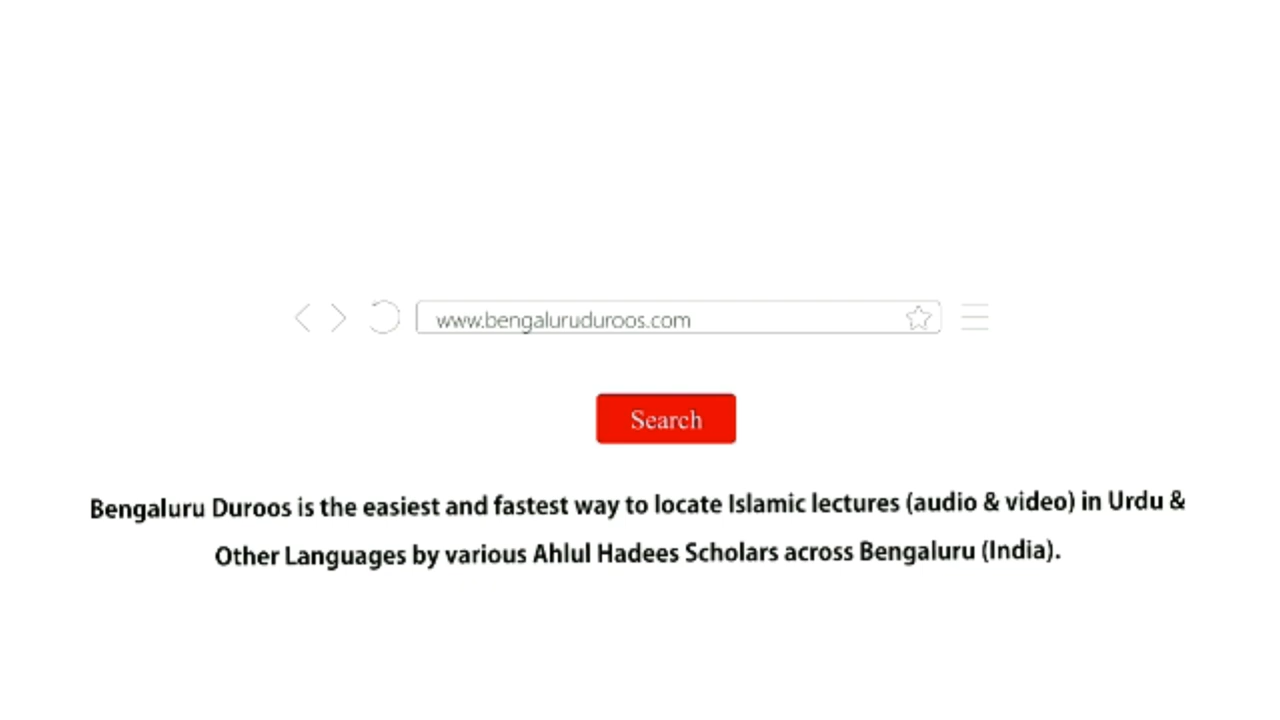 www.bengaluruduroos.com
Search
Bengaluru Duroos is the easiest and fastest way to locate Islamic lectures (audio & video) in Urdu &
Other Languages by various Ahlul Hadees Scholars across Bengaluru (India).